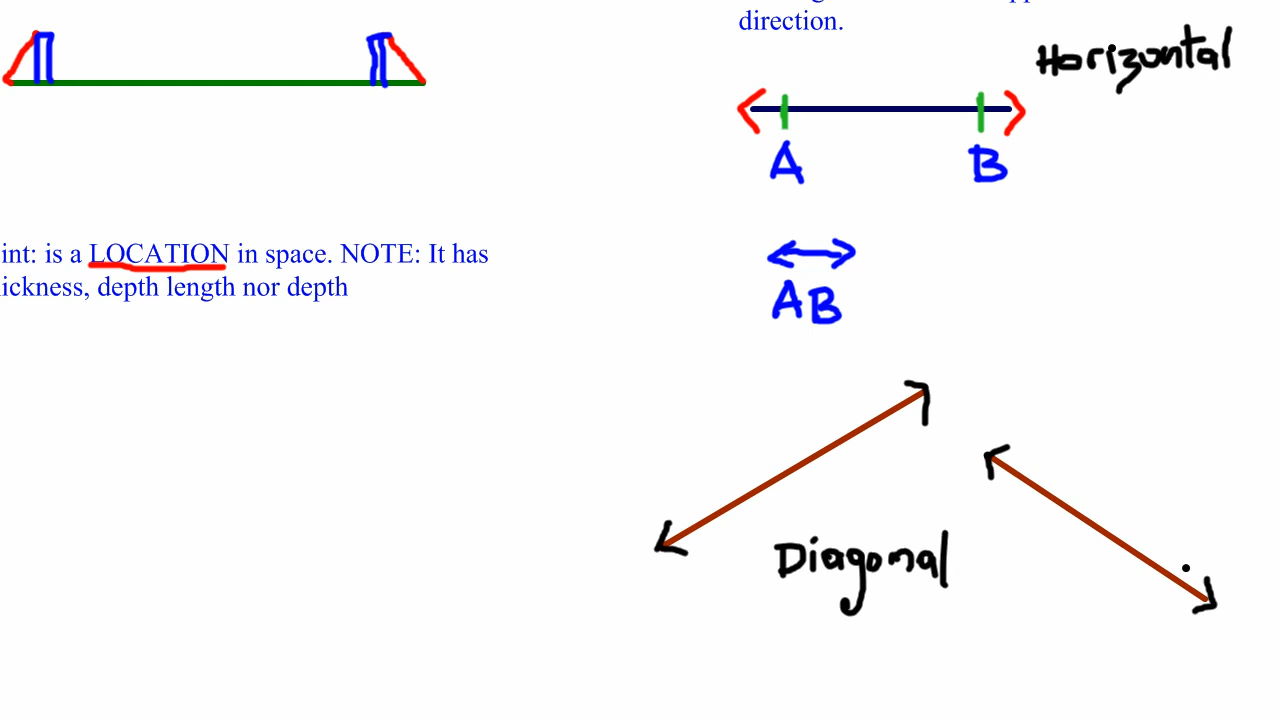 direction.
Horizontal
A B
int: is a LOCATION in space. NOTE: It has
ickness, depth length nor depth
AB
Diagonal